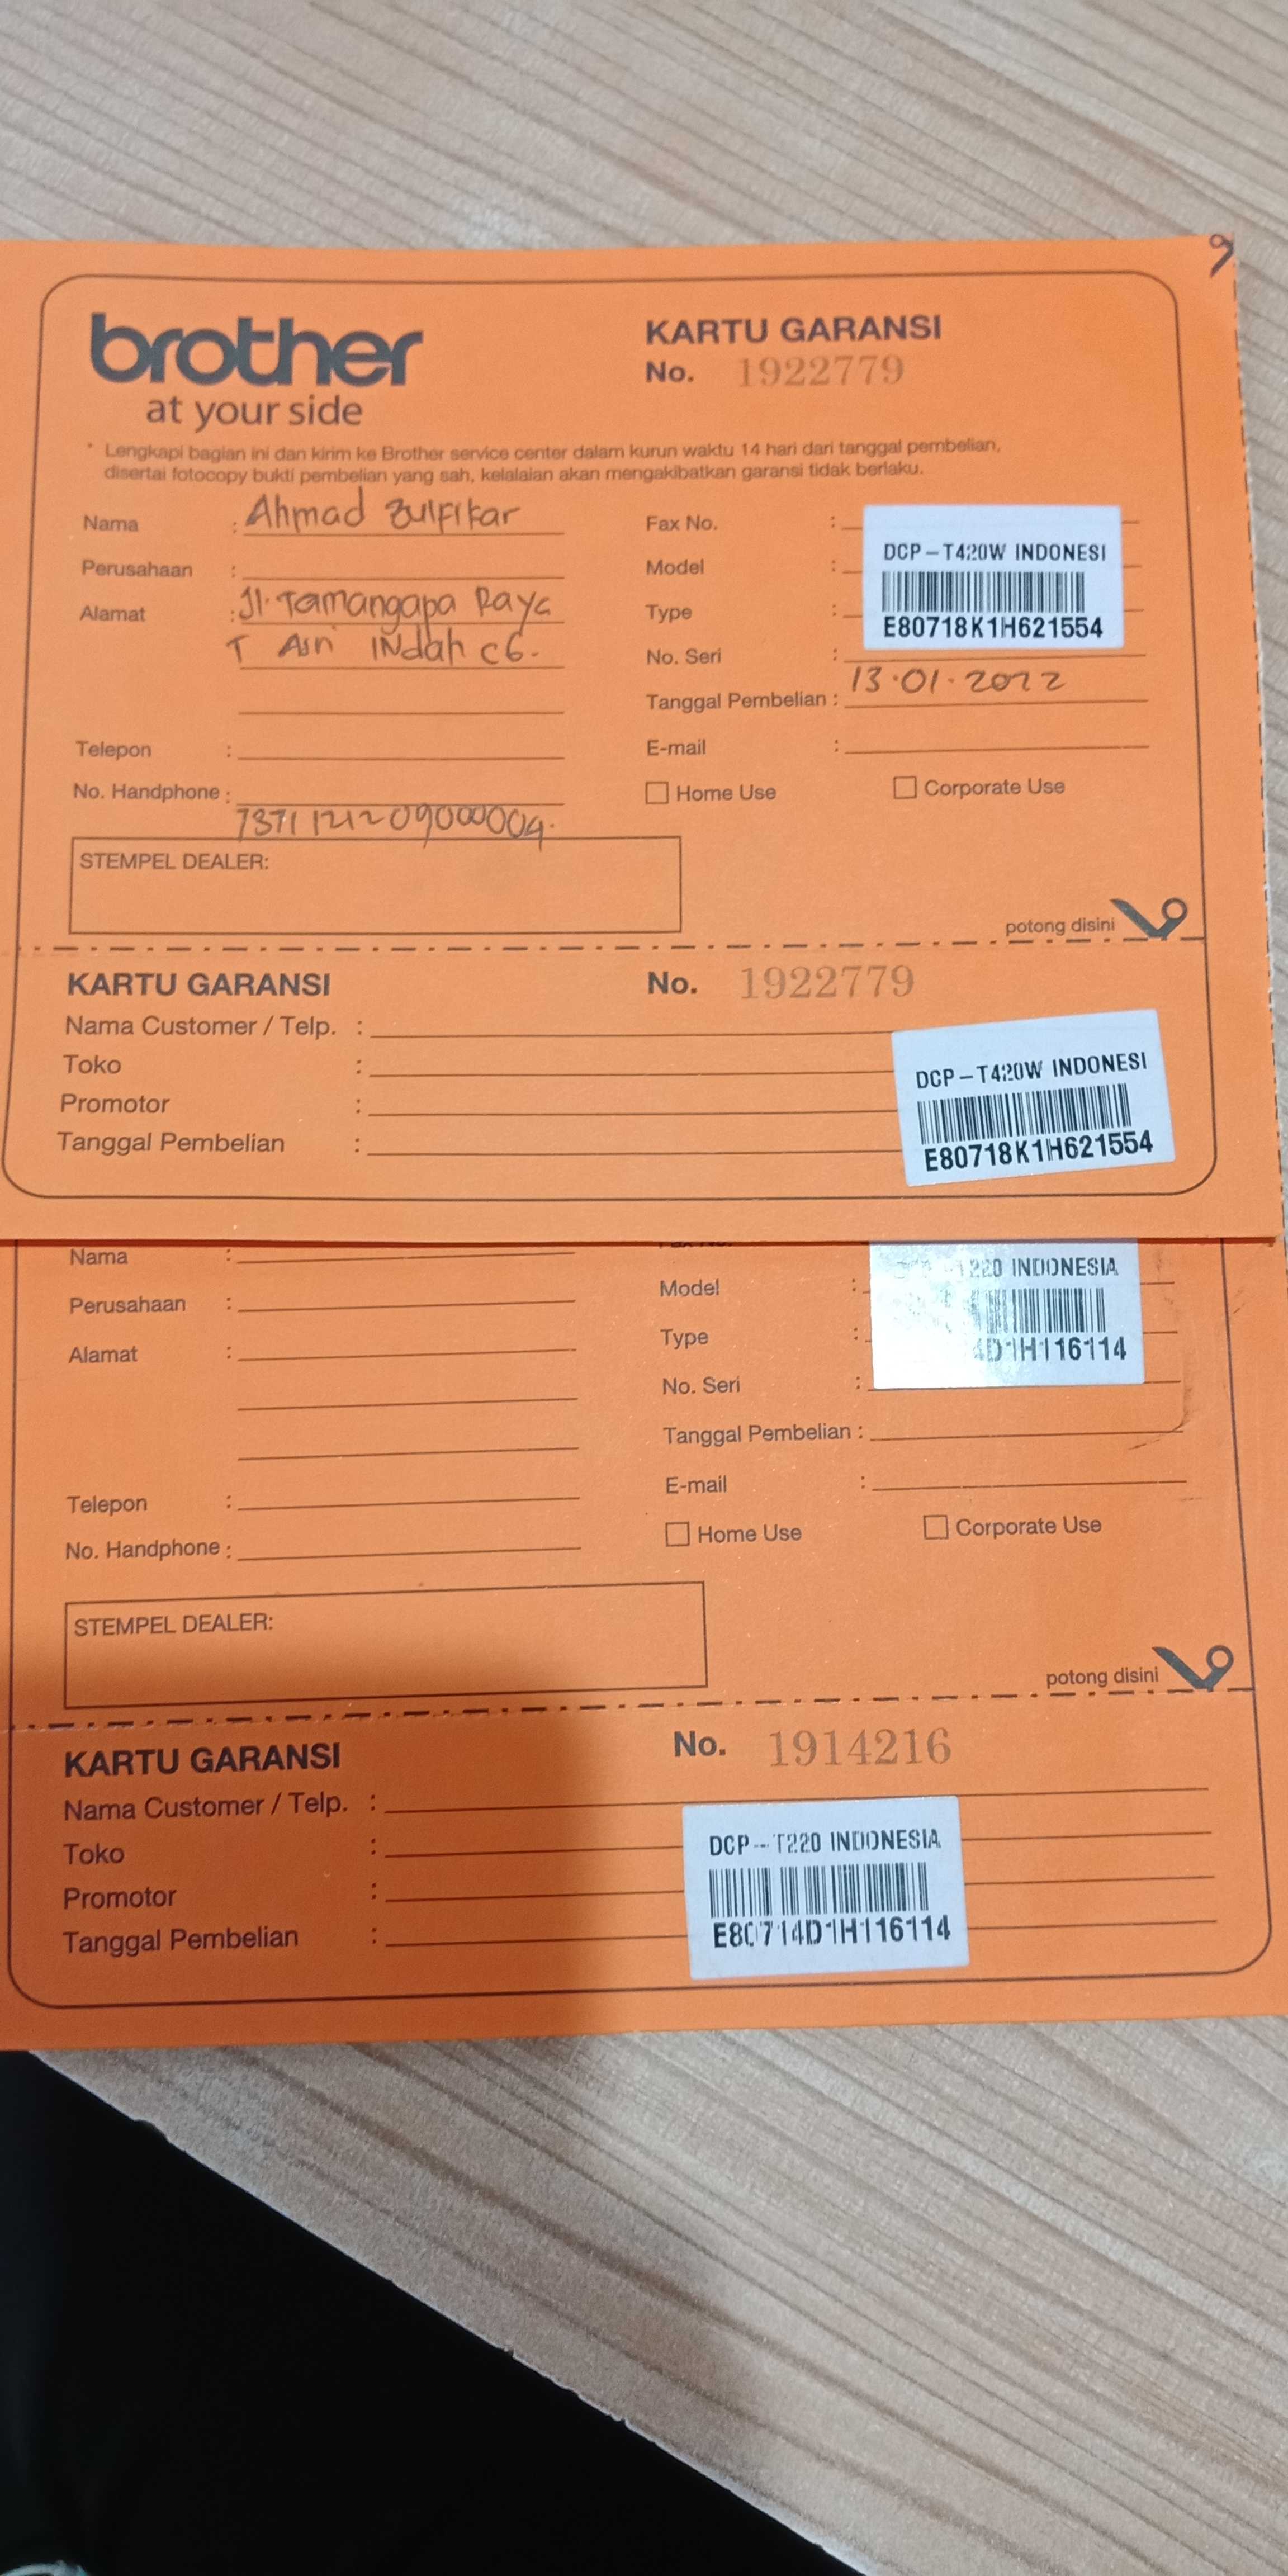 brother
at your side
KARTU GARANSI
No. 1922779
* Lengkapi bagian ini dan kirim ke Brother service center dalam kurun waktu 14 hari dari tanggal pembelian,
disertai fotocopy bukti pembelian yang sah, kelalaian akan mengakibatkan garansi tidak berlaku.
Nama : Ahmad Zulfikar
Perusahaan :
Alamat : Jl. Tamangapa Raya
INdah C6.
Telepon :
No. Handphone :
Fax No. :
Model :
Type :
No. Seri :
DCP-T420W INDONESI
E80718K1H621554
Tanggal Pembelian : 13.01.2022
E-mail :
Home Use
Corporate Use
STEMPEL DEALER:
potong disini
KARTU GARANSI
No. 1922779
Nama Customer / Telp. :
Toko :
Promotor :
Tanggal Pembelian :
DCP-T420W INDONESI
E80718K1H621554
Nama :
Perusahaan :
Alamat :
Telepon :
No. Handphone :
Model :
Type :
No. Seri :
220 INDONESIA
4D1H116114
Tanggal Pembelian :
E-mail :
Home Use
Corporate Use
STEMPEL DEALER:
potong disini
KARTU GARANSI
No. 1914216
Nama Customer / Telp. :
Toko :
Promotor :
Tanggal Pembelian :
DCP-T220 INDONESIA
E80714D1H116114